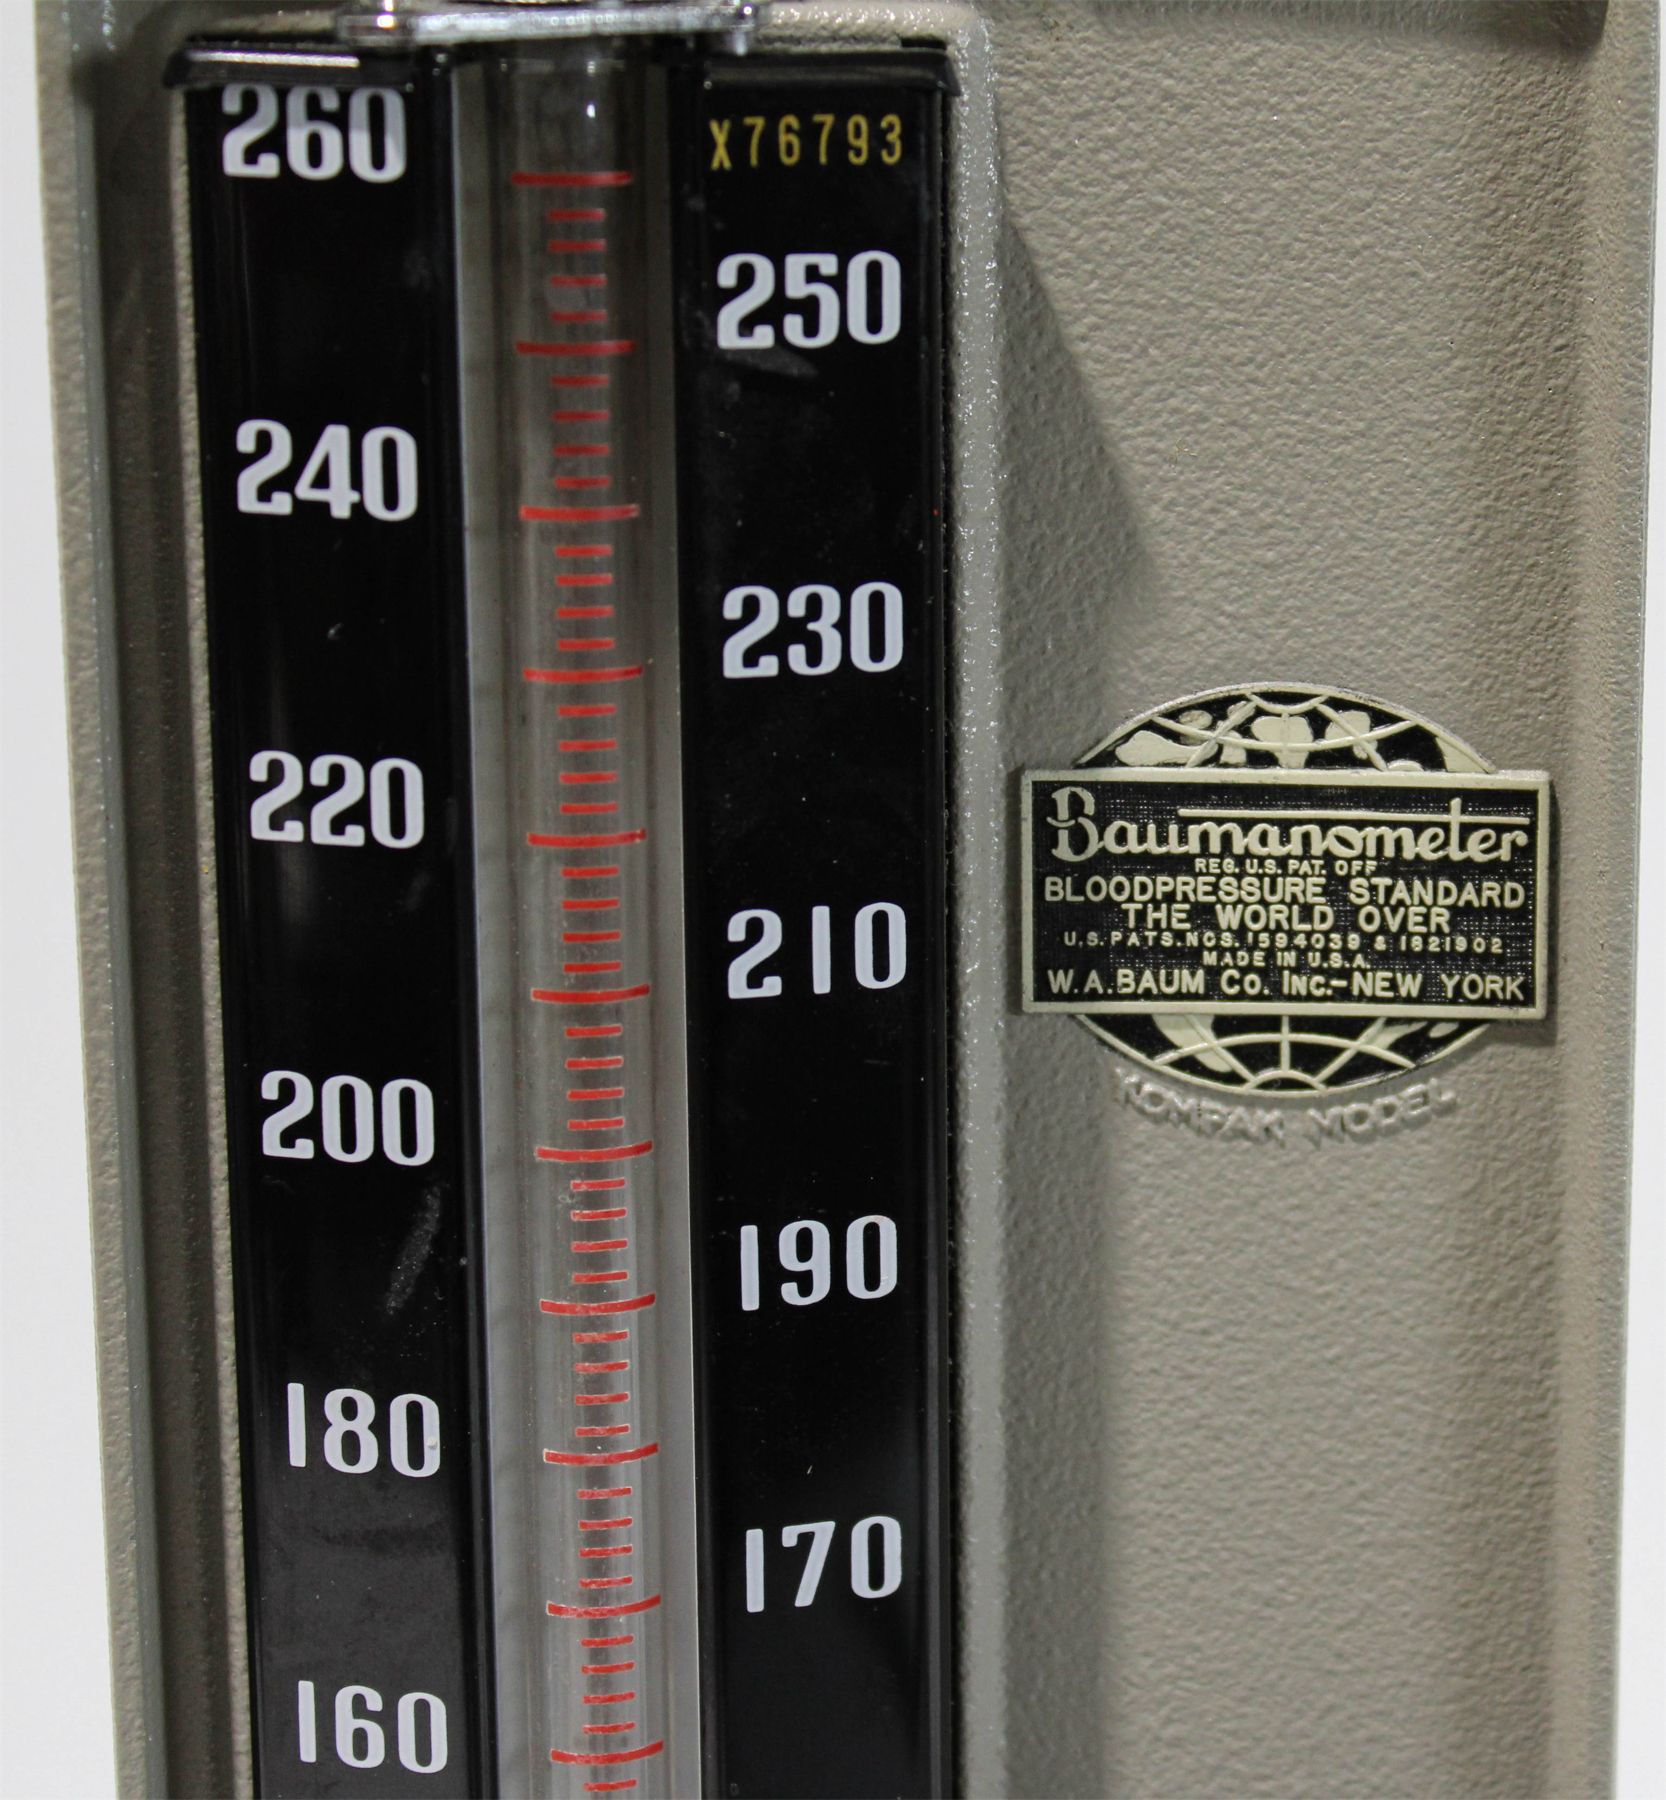 260
X76793
250
240
230
220
210
200
190
180
170
160
Baumanometer
REG. U.S. PAT. OFF
BLOODPRESSURE STANDARD
THE WORLD OVER
U.S. PATS. NOS. 1594039 & 1821902
MADE IN U.S.A.
W.A. BAUM Co. Inc.-NEW YORK
KOMPAK MODEL